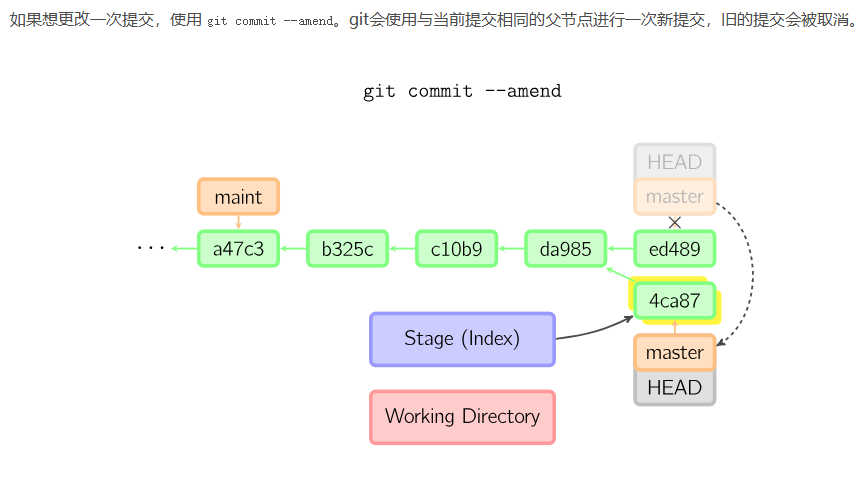 如果想更改一次提交，使用 git commit --amend。git会使用与当前提交相同的父节点进行一次新提交，旧的提交会被取消。
git commit --amend
HEAD
maint
master
···
a47c3
b325c
c10b9
da985
ed489
4ca87
Stage (Index)
master
HEAD
Working Directory